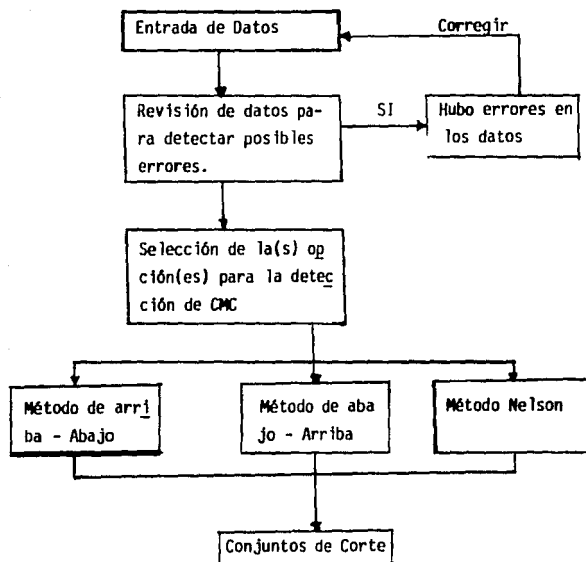 Entrada de Datos
Corregir
Revisión de datos pa-
ra detectar posibles
errores.
SI
Hubo errores en
los datos
Selección de la(s) op
ción(es) para la detec
ción de CMC
Método de arri
ba - Abajo
Método de aba
jo - Arriba
Método Nelson
Conjuntos de Corte